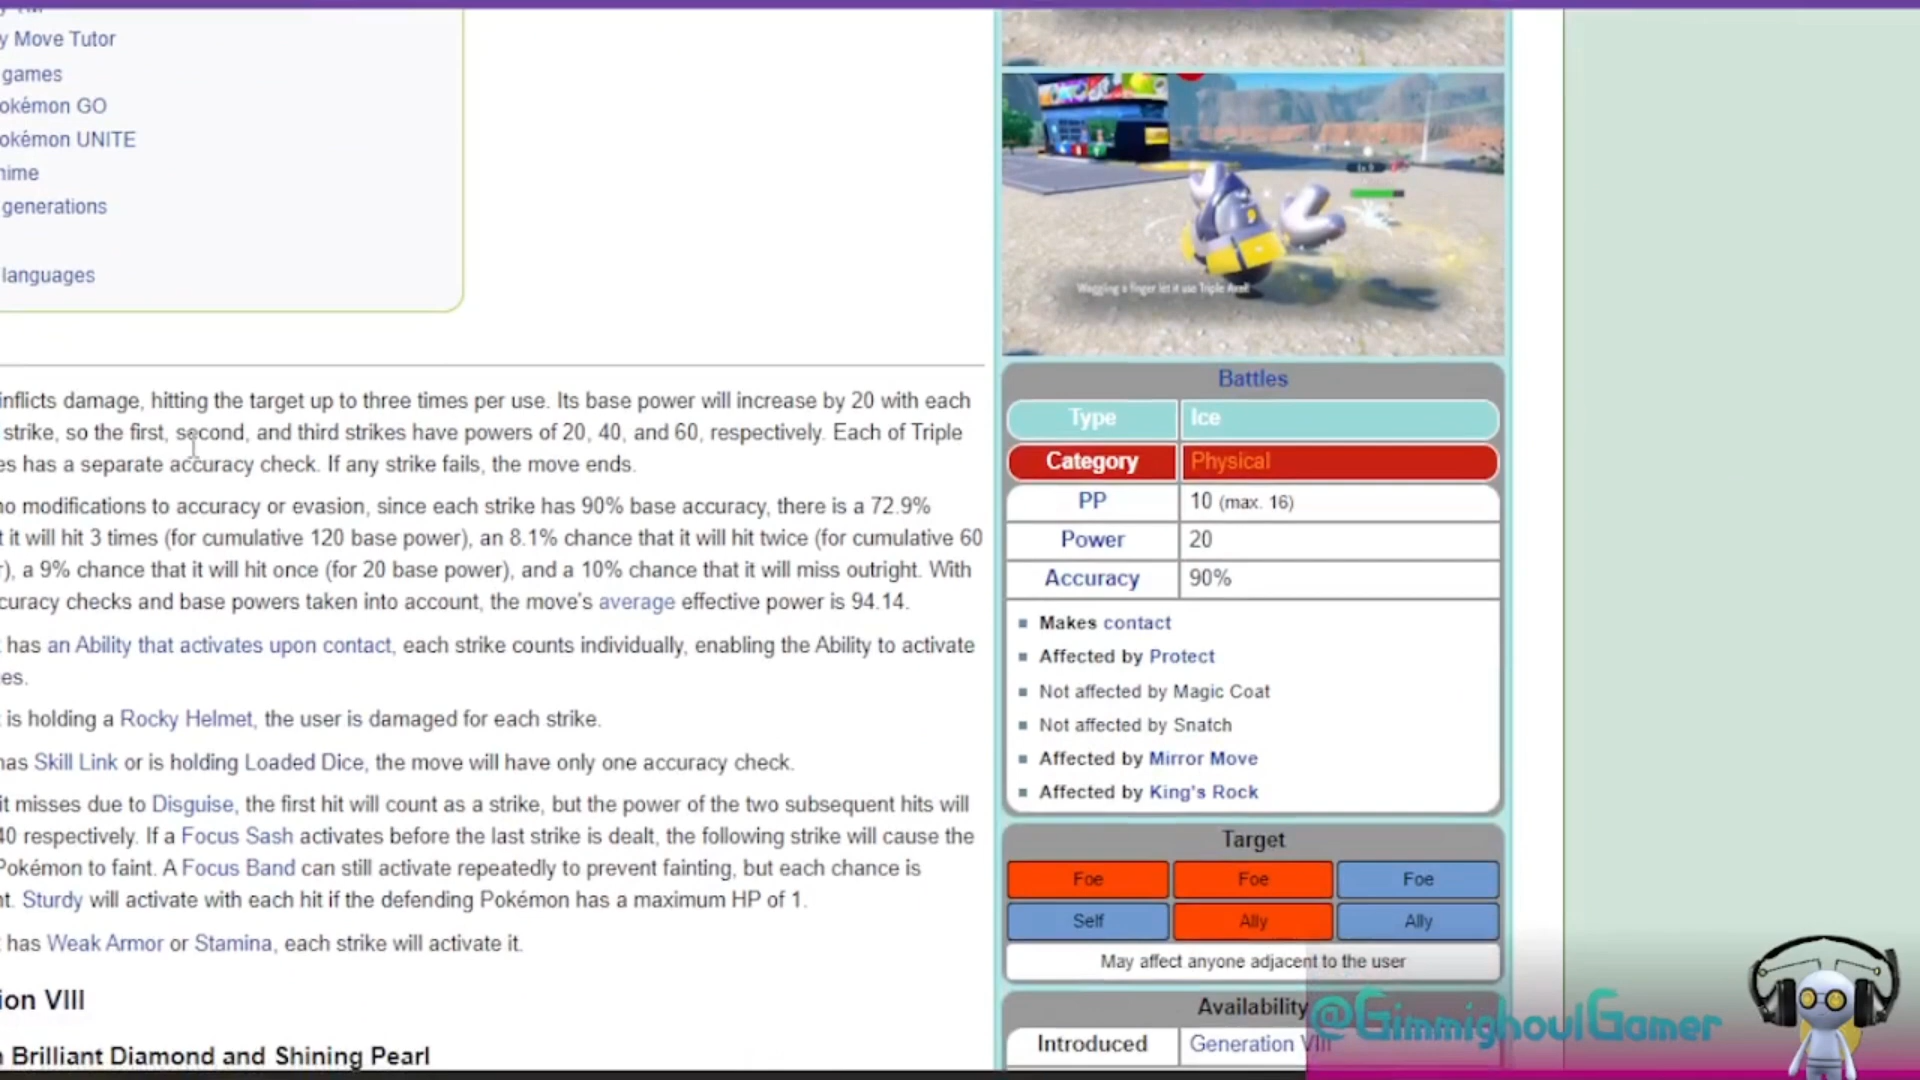 y Move Tutor
games
okémon GO
okémon UNITE
nime
generations
languages
inflicts damage, hitting the target up to three times per use. Its base power will increase by 20 with each
strike, so the first, second, and third strikes have powers of 20, 40, and 60, respectively. Each of Triple
es has a separate accuracy check. If any strike fails, the move ends.
no modifications to accuracy or evasion, since each strike has 90% base accuracy, there is a 72.9%
t it will hit 3 times (for cumulative 120 base power), an 8.1% chance that it will hit twice (for cumulative 60
r), a 9% chance that it will hit once (for 20 base power), and a 10% chance that it will miss outright. With
curacy checks and base powers taken into account, the move's average effective power is 94.14.
has an Ability that activates upon contact, each strike counts individually, enabling the Ability to activate
es.
is holding a Rocky Helmet, the user is damaged for each strike.
has Skill Link or is holding Loaded Dice, the move will have only one accuracy check.
it misses due to Disguise, the first hit will count as a strike, but the power of the two subsequent hits will
40 respectively. If a Focus Sash activates before the last strike is dealt, the following strike will cause the
Pokémon to faint. A Focus Band can still activate repeatedly to prevent fainting, but each chance is
nt. Sturdy will activate with each hit if the defending Pokémon has a maximum HP of 1.
has Weak Armor or Stamina, each strike will activate it.
ion VIII
n Brilliant Diamond and Shining Pearl
Wagging a finger let it use Triple Axel!
Battles
Type Ice
Category Physical
PP 10 (max. 16)
Power 20
Accuracy 90%
Makes contact
Affected by Protect
Not affected by Magic Coat
Not affected by Snatch
Affected by Mirror Move
Affected by King's Rock
Target
Foe Foe Foe
Self Ally Ally
May affect anyone adjacent to the user
Availability
Introduced Generation VIII
@GimmighoulGamer